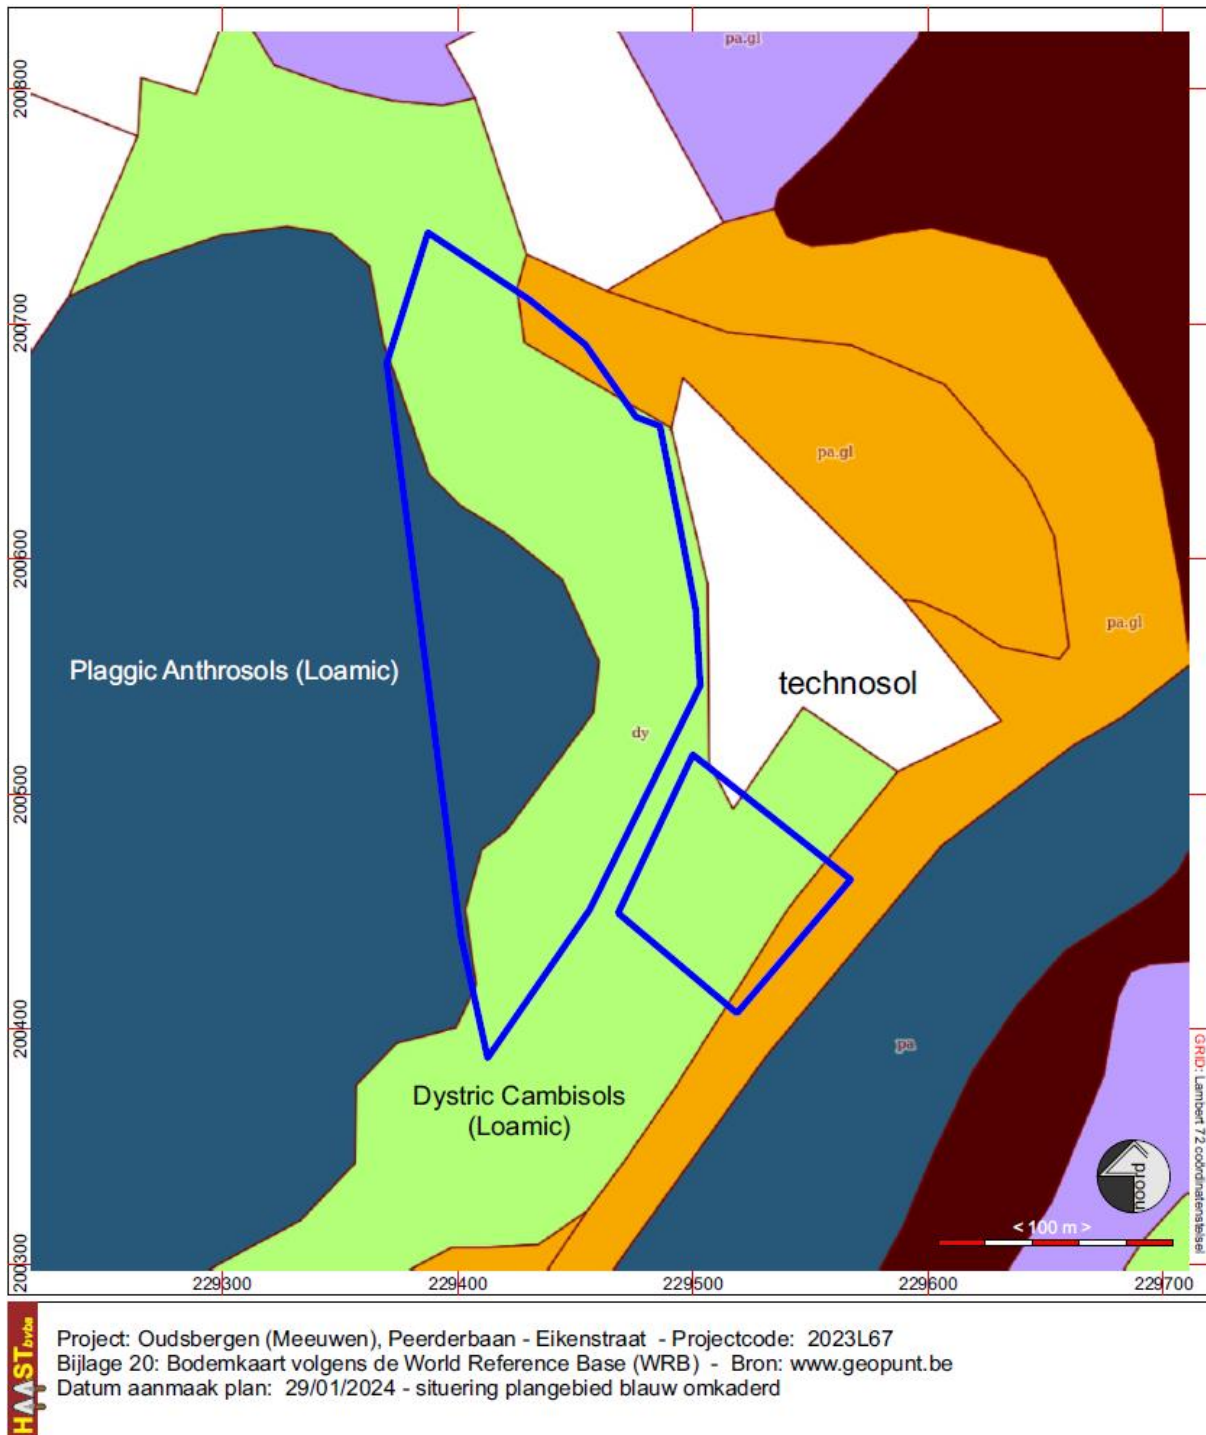 pa.gl
pa.gl
200800
200700
pa.gl
200600
pa.gl
Plaggic Anthrosols (Loamic)
technosol
dy
200500
200400
pa
Dystric Cambisols
(Loamic)
noord
GRID: Lambert 72 coördinatenstelsel
< 100 m >
200300
229300
229400
229500
229600
229700
HAAST bvba
Project: Oudsbergen (Meeuwen), Peerderbaan - Eikenstraat - Projectcode: 2023L67
Bijlage 20: Bodemkaart volgens de World Reference Base (WRB) - Bron: www.geopunt.be
Datum aanmaak plan: 29/01/2024 - situering plangebied blauw omkaderd